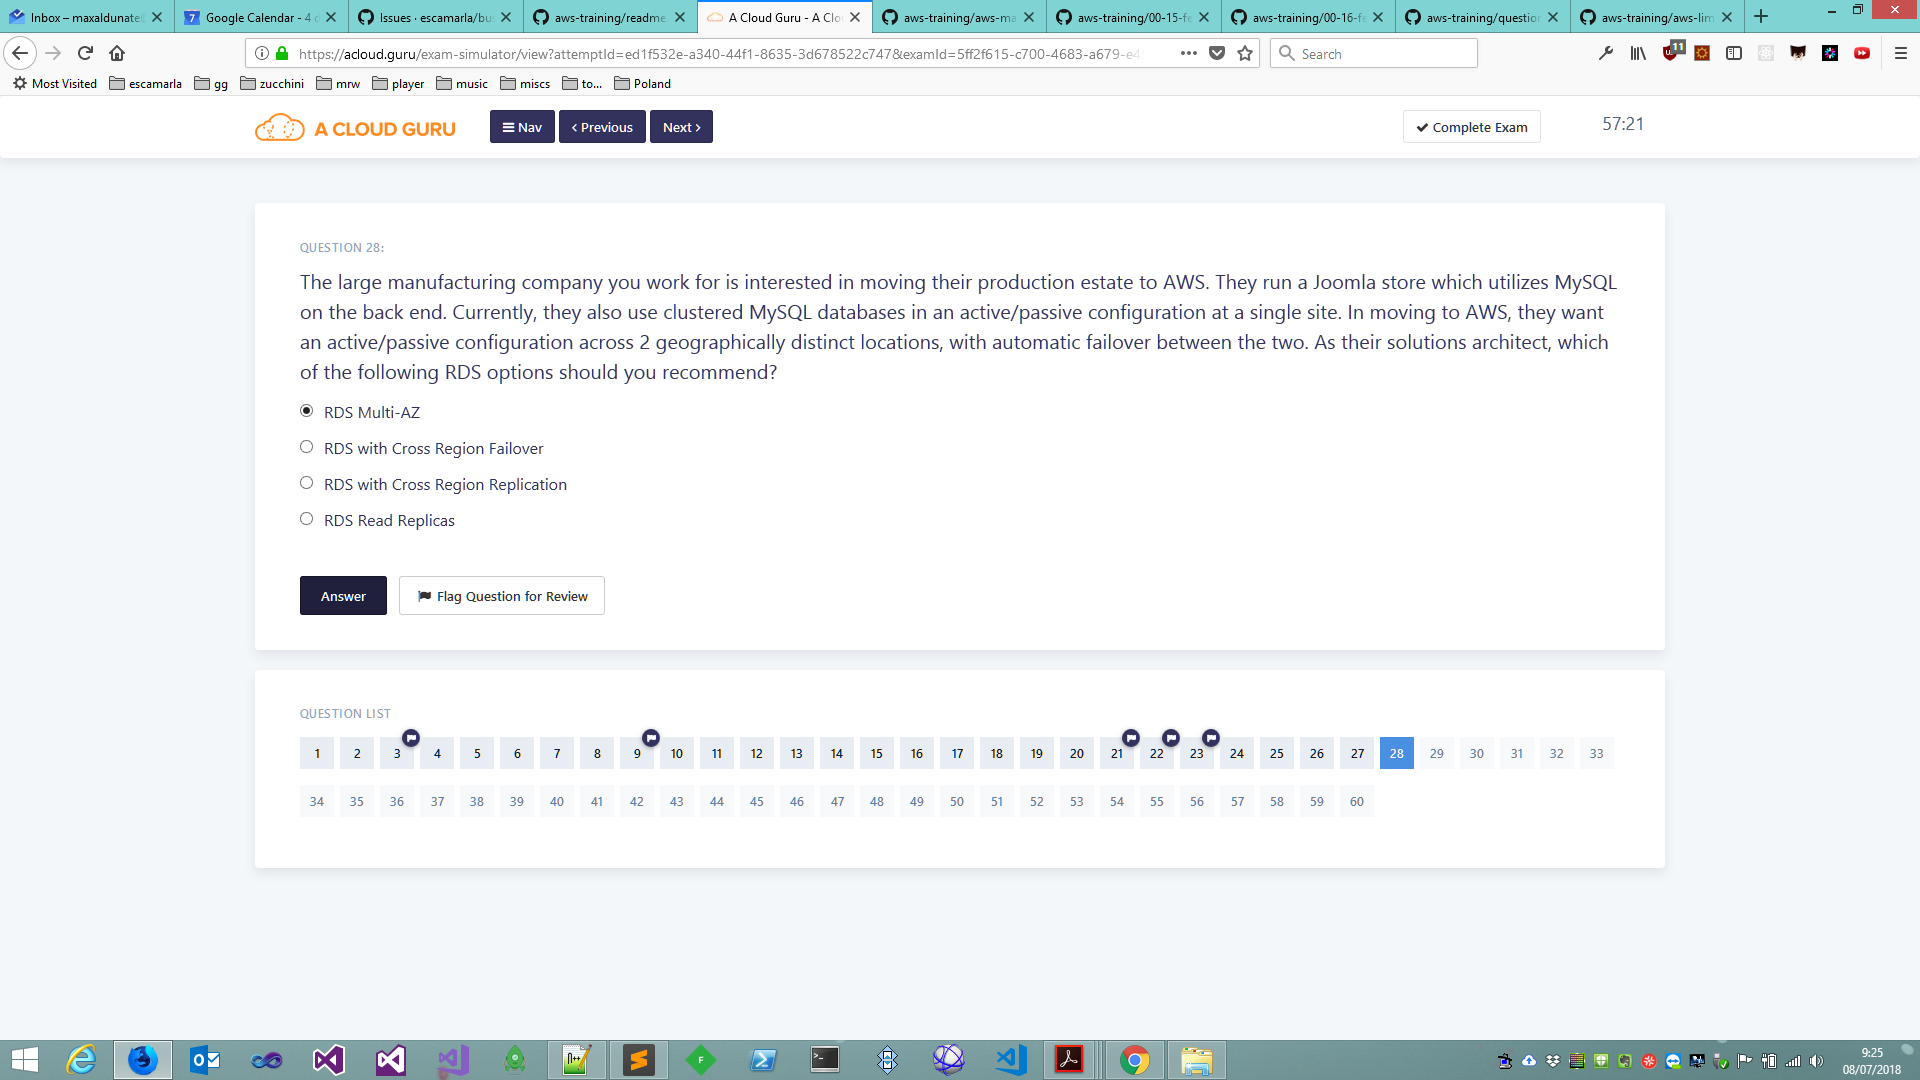 Inbox – maxaldunate
Google Calendar - 4
Issues · escamarla/bu
aws-training/readme.
A Cloud Guru - A Clo
aws-training/aws-ma
aws-training/00-15-fe
aws-training/00-16-fe
aws-training/question
aws-training/aws-lim
https://acloud.guru/exam-simulator/view?attemptId=ed1f532e-a340-44f1-8635-3d678522c747&examId=5ff2f615-c700-4683-a679-e4
Search
11
Most Visited escamarla gg zucchini mrw player music miscs to... Poland
A CLOUD GURU
Nav
Previous
Next
Complete Exam
57:21
QUESTION 28:
The large manufacturing company you work for is interested in moving their production estate to AWS. They run a Joomla store which utilizes MySQL
on the back end. Currently, they also use clustered MySQL databases in an active/passive configuration at a single site. In moving to AWS, they want
an active/passive configuration across 2 geographically distinct locations, with automatic failover between the two. As their solutions architect, which
of the following RDS options should you recommend?
RDS Multi-AZ
RDS with Cross Region Failover
RDS with Cross Region Replication
RDS Read Replicas
Answer
Flag Question for Review
QUESTION LIST
1 2 3 4 5 6 7 8 9 10 11 12 13 14 15 16 17 18 19 20 21 22 23 24 25 26 27 28 29 30 31 32 33
34 35 36 37 38 39 40 41 42 43 44 45 46 47 48 49 50 51 52 53 54 55 56 57 58 59 60
9:25
08/07/2018